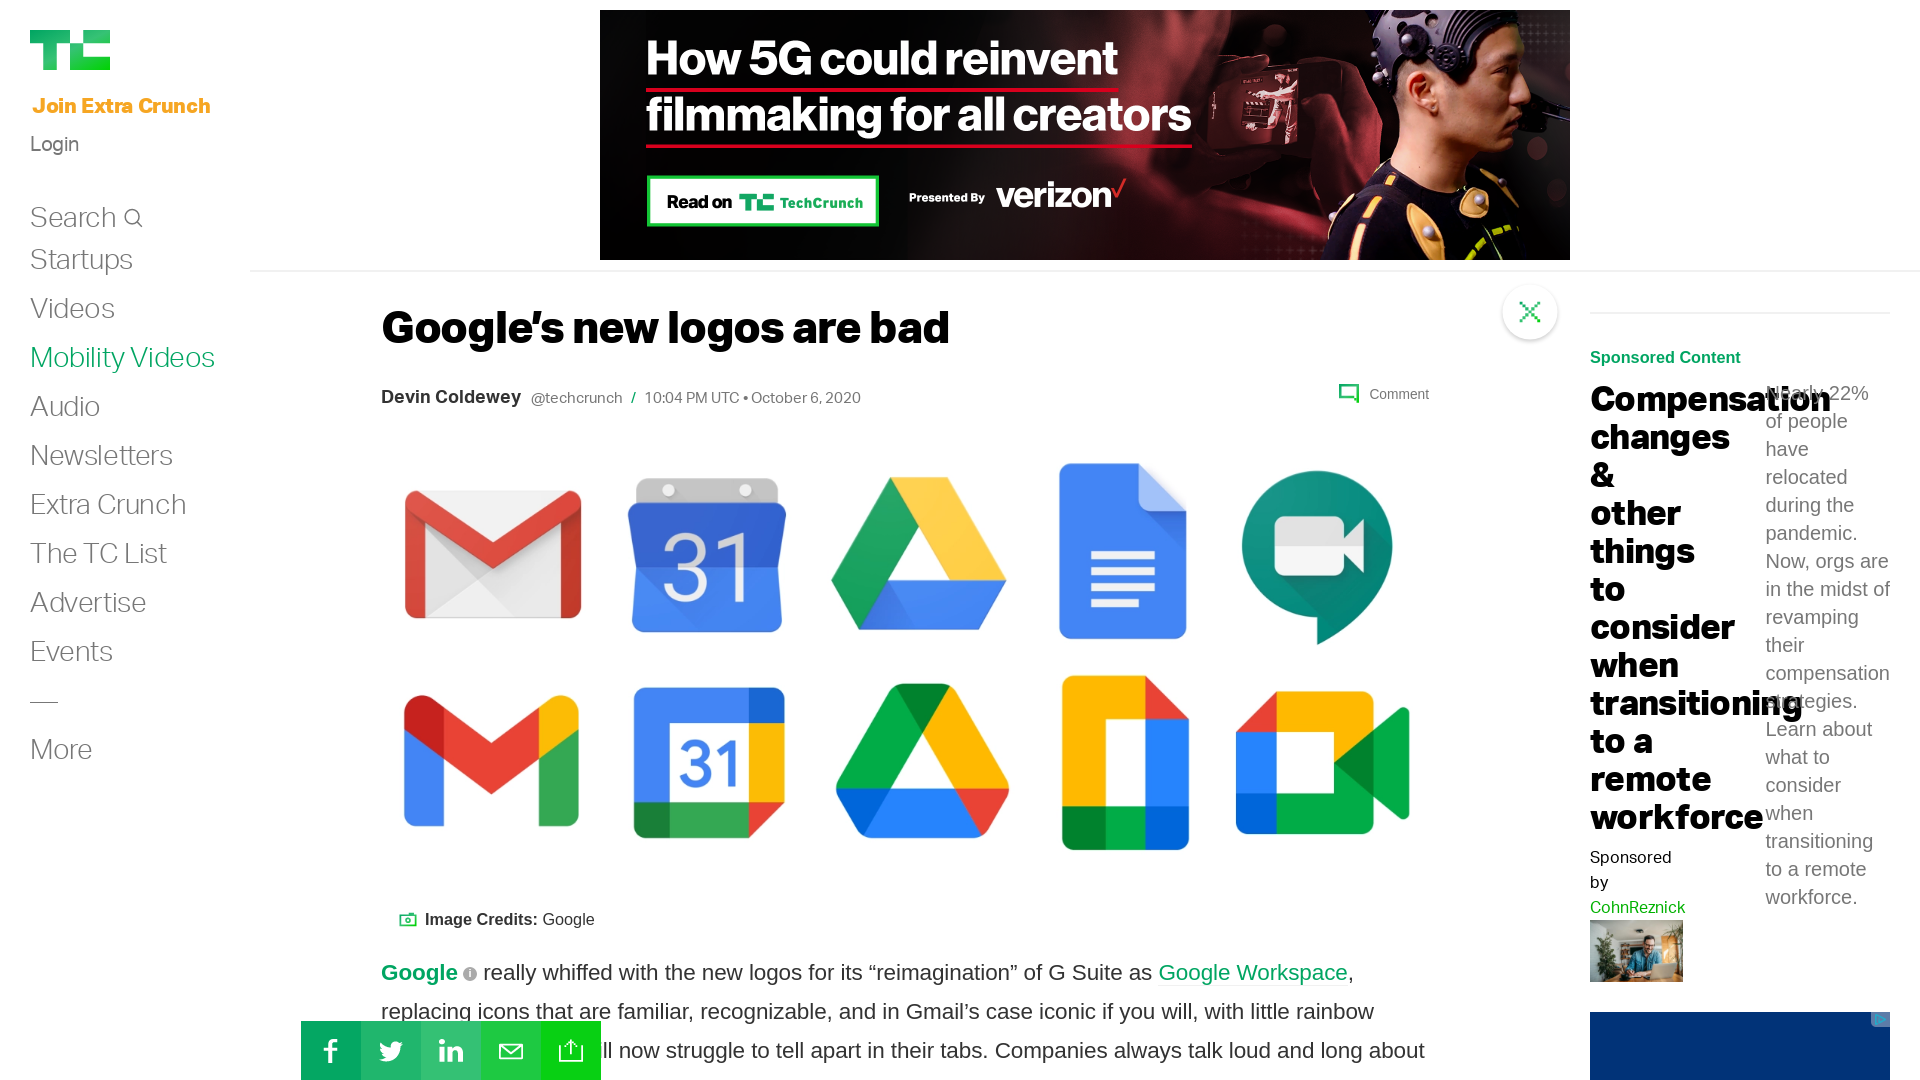 Join Extra Crunch
Login
Search
Startups
Videos
Mobility Videos
Audio
Newsletters
Extra Crunch
The TC List
Advertise
Events
More
How 5G could reinvent
filmmaking for all creators
Read on TC TechCrunch
Presented By verizon
Google’s new logos are bad
Devin Coldewey @techcrunch / 10:04 PM UTC • October 6, 2020
Comment
31
31
Image Credits: Google
Google really whiffed with the new logos for its “reimagination” of G Suite as Google Workspace,
replacing icons that are familiar, recognizable, and in Gmail’s case iconic if you will, with little rainbow
ll now struggle to tell apart in their tabs. Companies always talk loud and long about
Sponsored Content
Compensation
changes
&
other
things
to
consider
when
transitioning
to a
remote
workforce
Sponsored
by
CohnReznick
Nearly 22%
of people
have
relocated
during the
pandemic.
Now, orgs are
in the midst of
revamping
their
compensation
strategies.
Learn about
what to
consider
when
transitioning
to a remote
workforce.